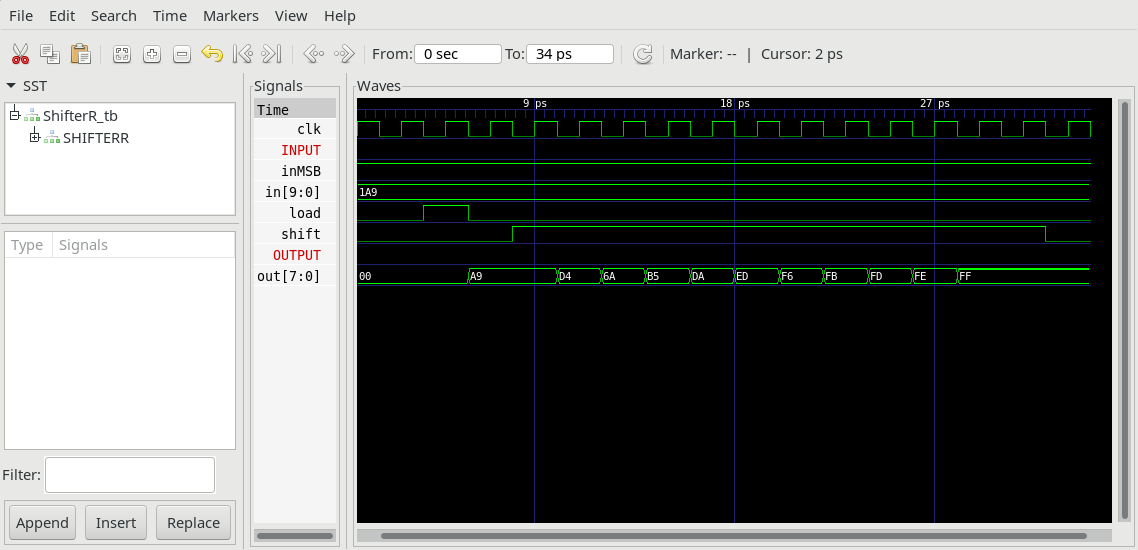 File Edit Search Time Markers View Help
From: 0 sec To: 34 ps Marker: -- | Cursor: 2 ps
SST
ShifterR_tb
SHIFTERR
Type Signals
Filter:
Append Insert Replace
Signals
Time
clk
INPUT
inMSB
in[9:0]
load
shift
OUTPUT
out[7:0]
Waves
9 ps 18 ps 27 ps
1A9
00 A9 D4 6A B5 DA ED F6 FB FD FE FF